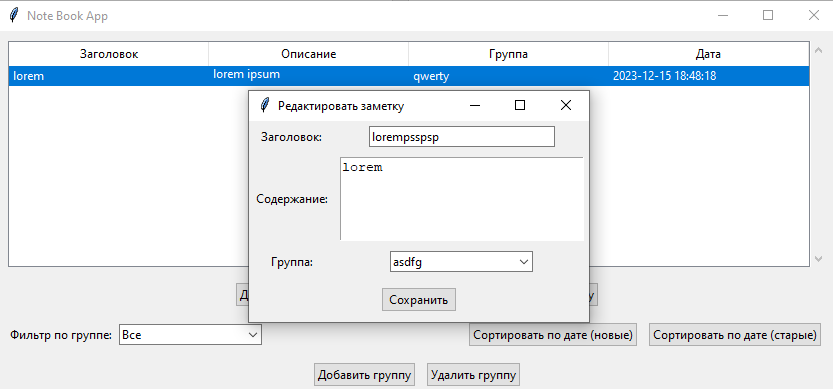 Note Book App
Заголовок Описание Группа Дата
lorem lorem ipsum qwerty 2023-12-15 18:48:18
Редактировать заметку
Заголовок: lorempsspsp
lorem
Содержание:
Группа: asdfg
Сохранить
Фильтр по группе: Все Сортировать по дате (новые) Сортировать по дате (старые)
Добавить группу Удалить группу